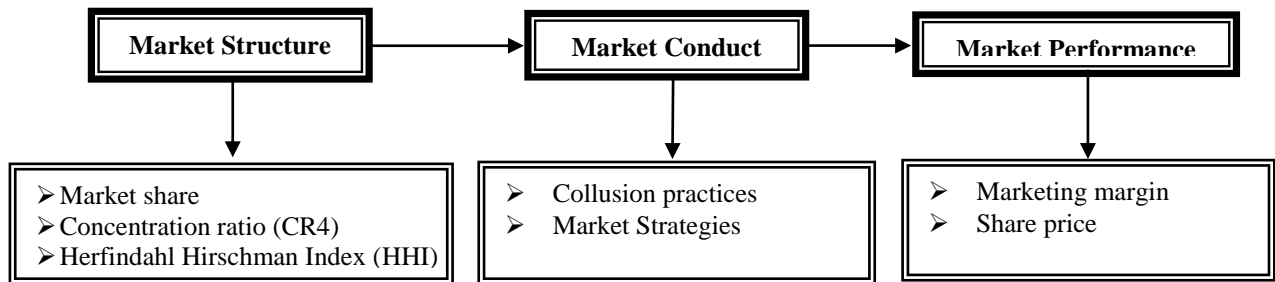 Market Structure
Market Conduct
Market Performance
➢ Market share
➢ Concentration ratio (CR4)
➢ Herfindahl Hirschman Index (HHI)
➢ Collusion practices
➢ Market Strategies
➢ Marketing margin
➢ Share price